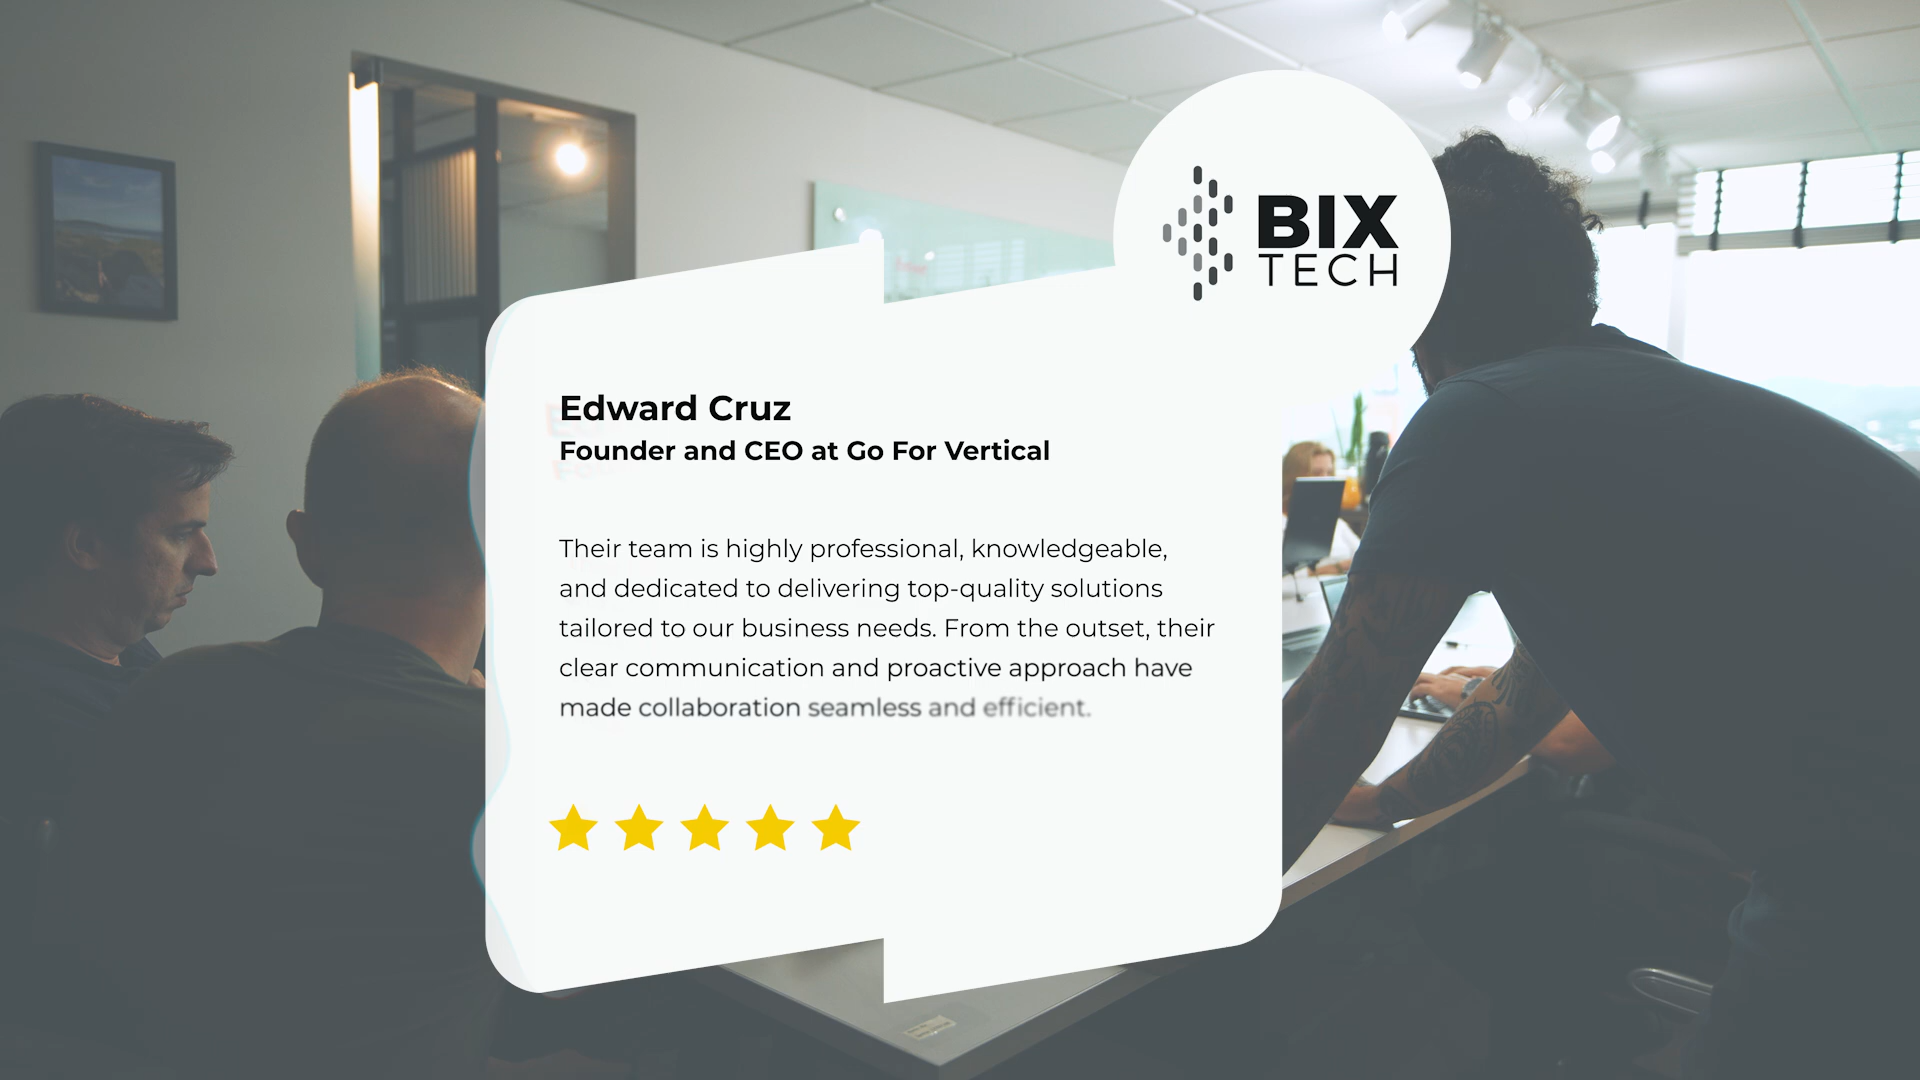 BIX
TECH
Edward Cruz
Founder and CEO at Go For Vertical
Their team is highly professional, knowledgeable,
and dedicated to delivering top-quality solutions
tailored to our business needs. From the outset, their
clear communication and proactive approach have
made collaboration seamless and efficient.